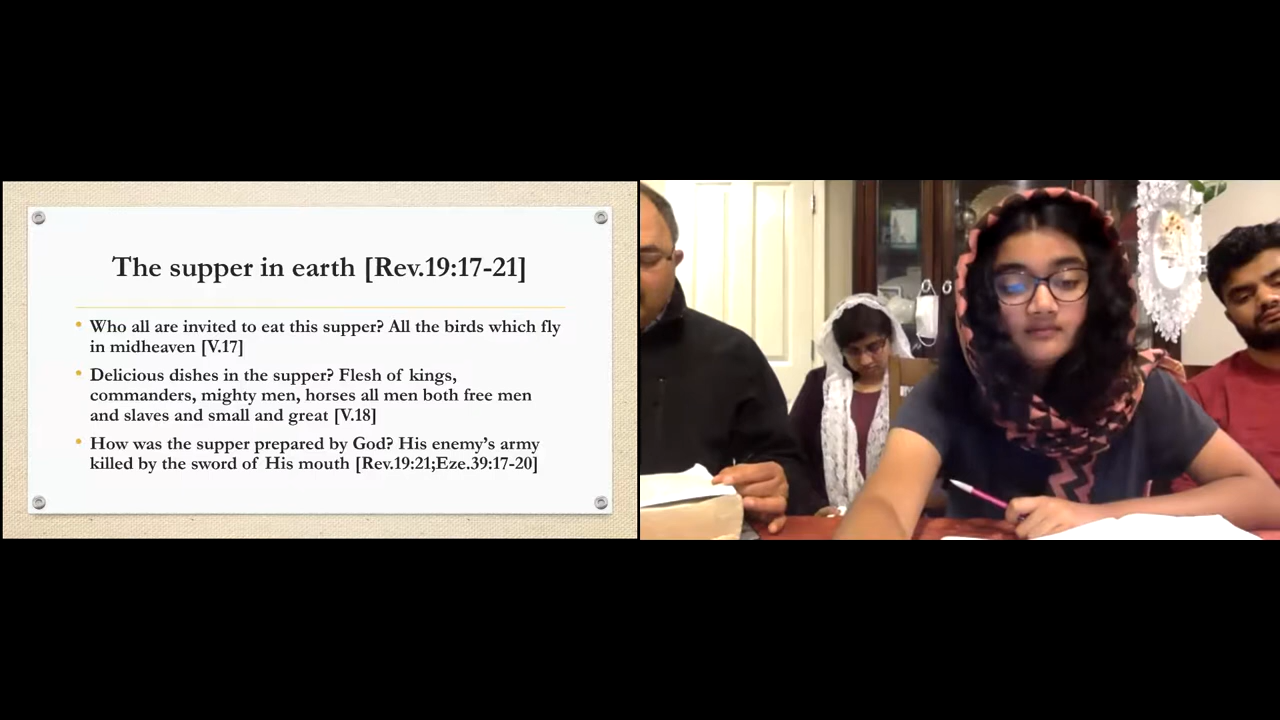 The supper in earth [Rev.19:17-21]
Who all are invited to eat this supper? All the birds which fly
in midheaven [V.17]
Delicious dishes in the supper? Flesh of kings,
commanders, mighty men, horses all men both free men
and slaves and small and great [V.18]
How was the supper prepared by God? His enemy's army
killed by the sword of His mouth [Rev.19:21;Eze.39:17-20]